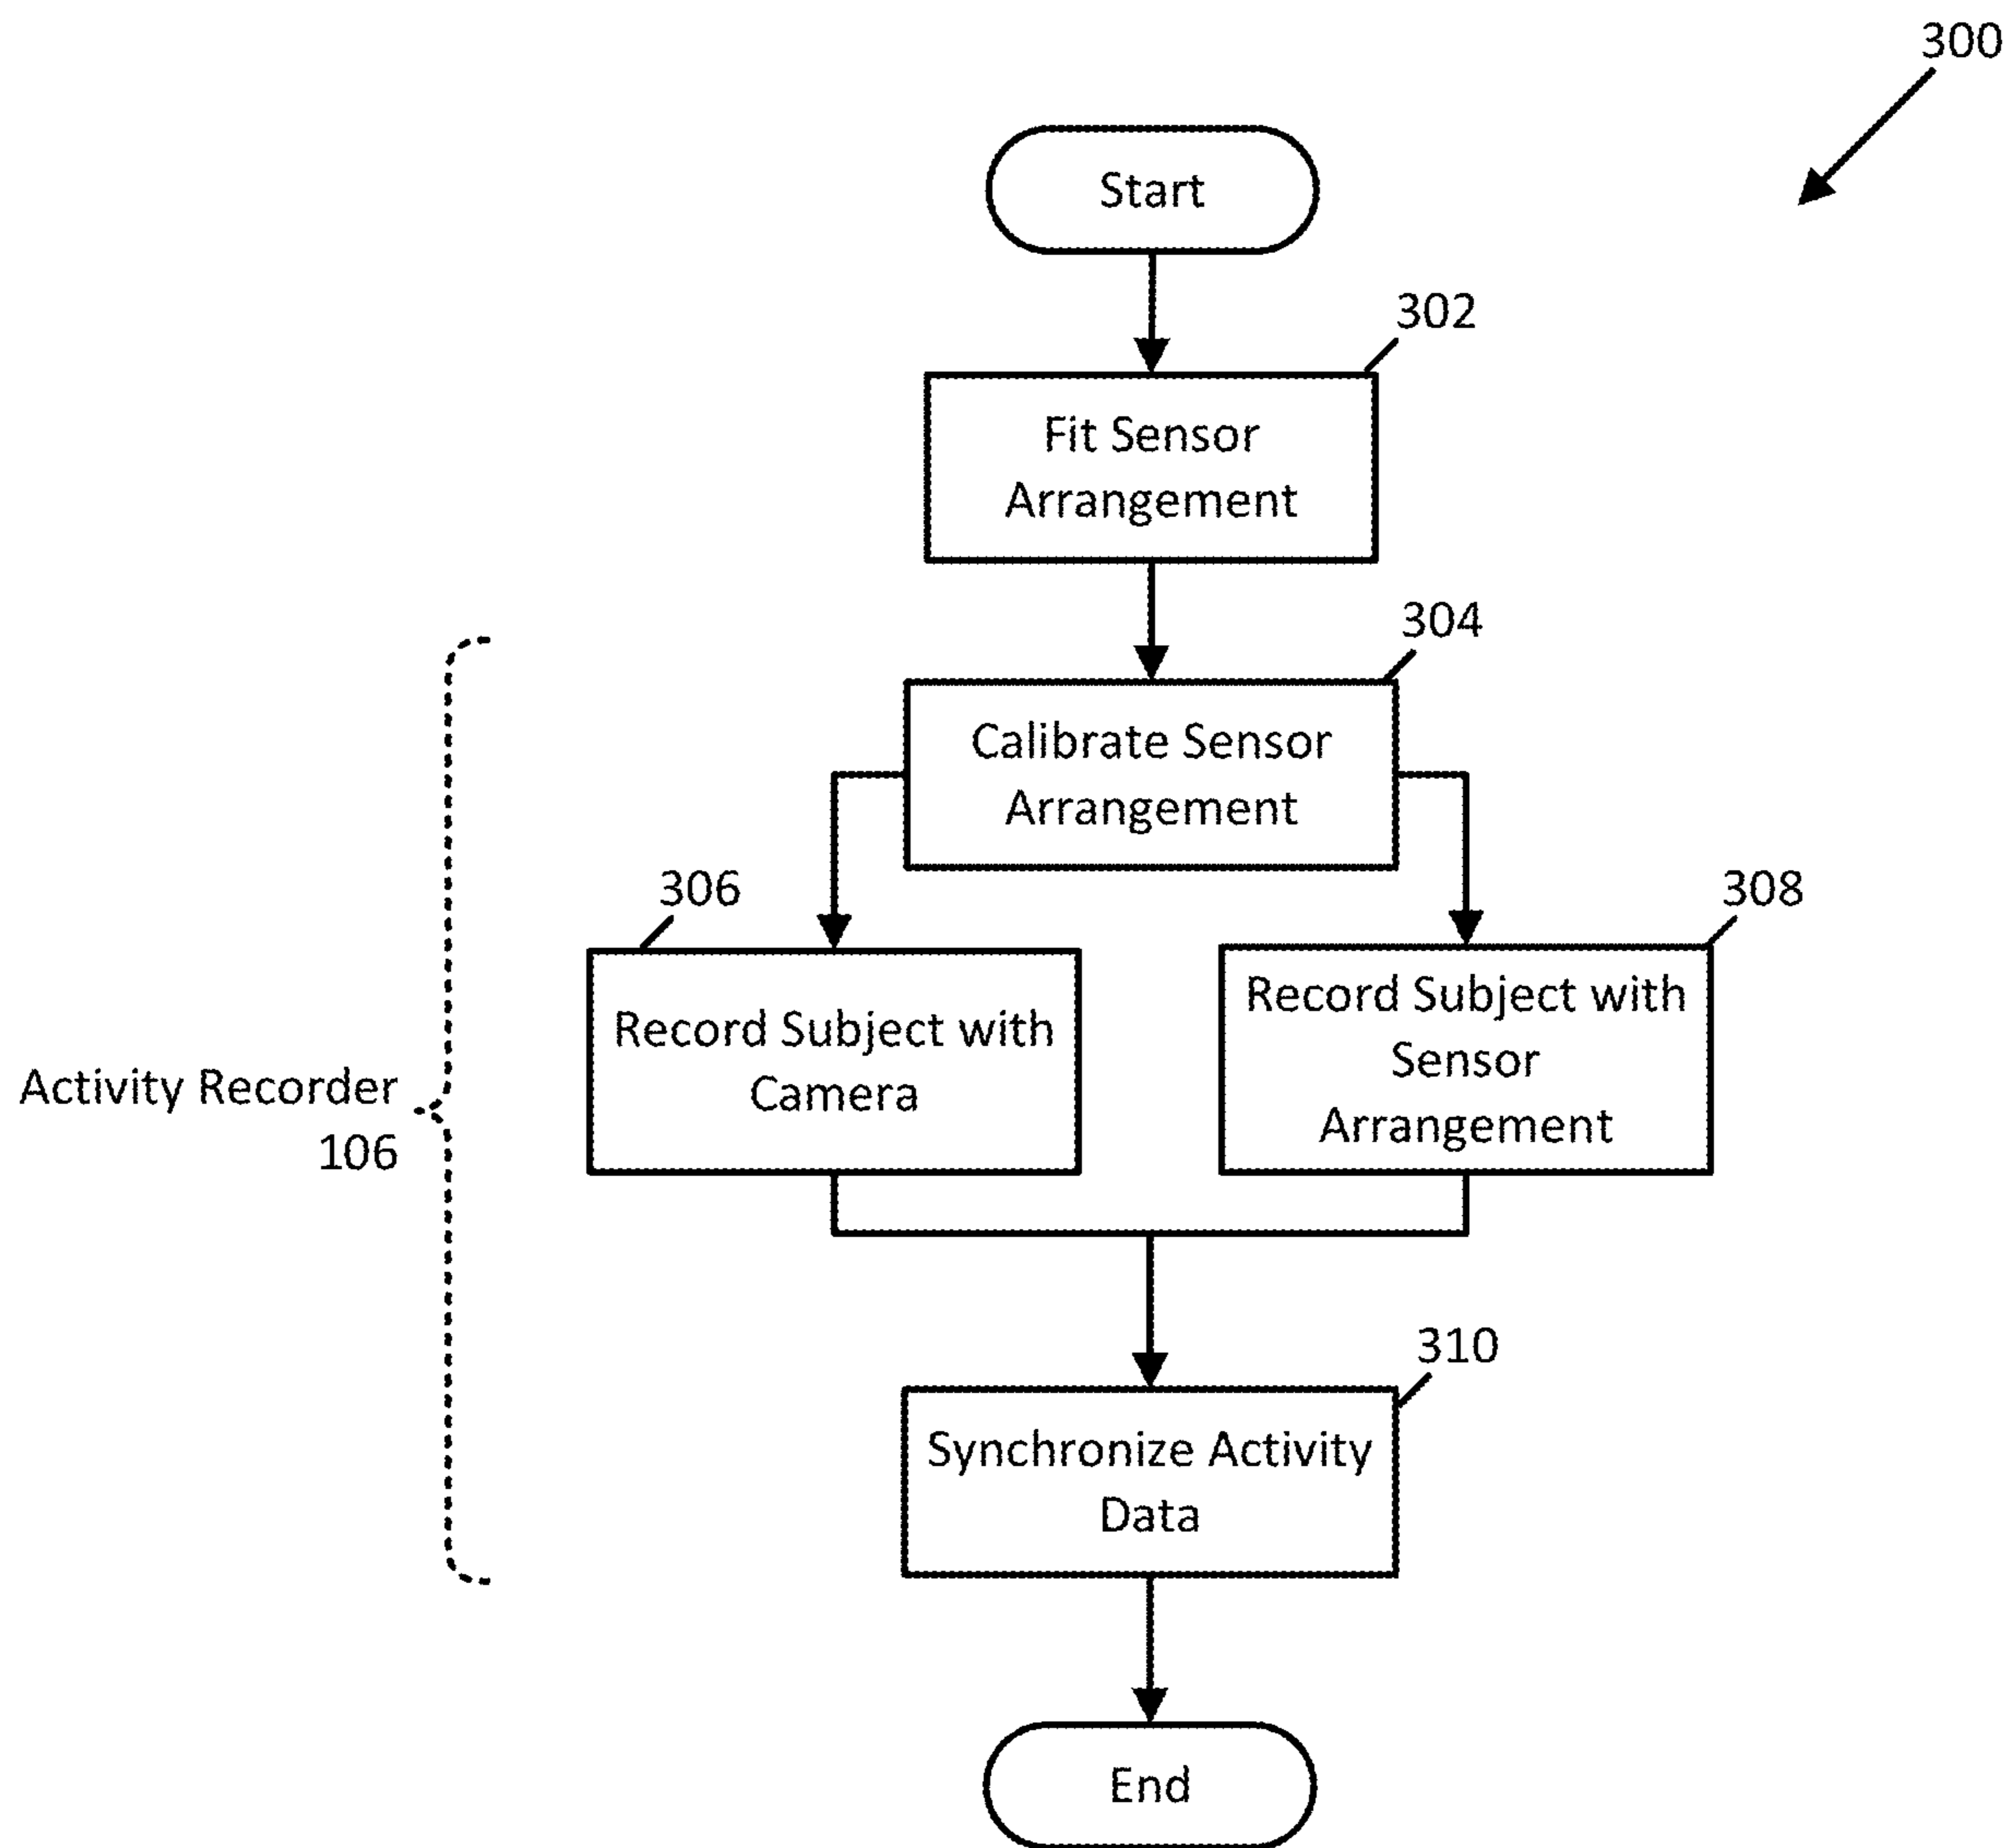 300
Start
302
Fit Sensor
Arrangement
304
Calibrate Sensor
Arrangement
306
Record Subject with
Camera
308
Record Subject with
Sensor
Arrangement
Activity Recorder
106
310
Synchronize Activity
Data
End